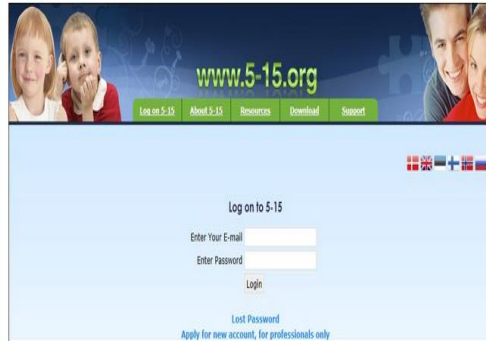 www.5-15.org
Log on 5-15 About 5-15 Resources Download Support
Log on to 5-15
Enter Your E-mail
Enter Password
Login
Lost Password
Apply for new account, for professionals only